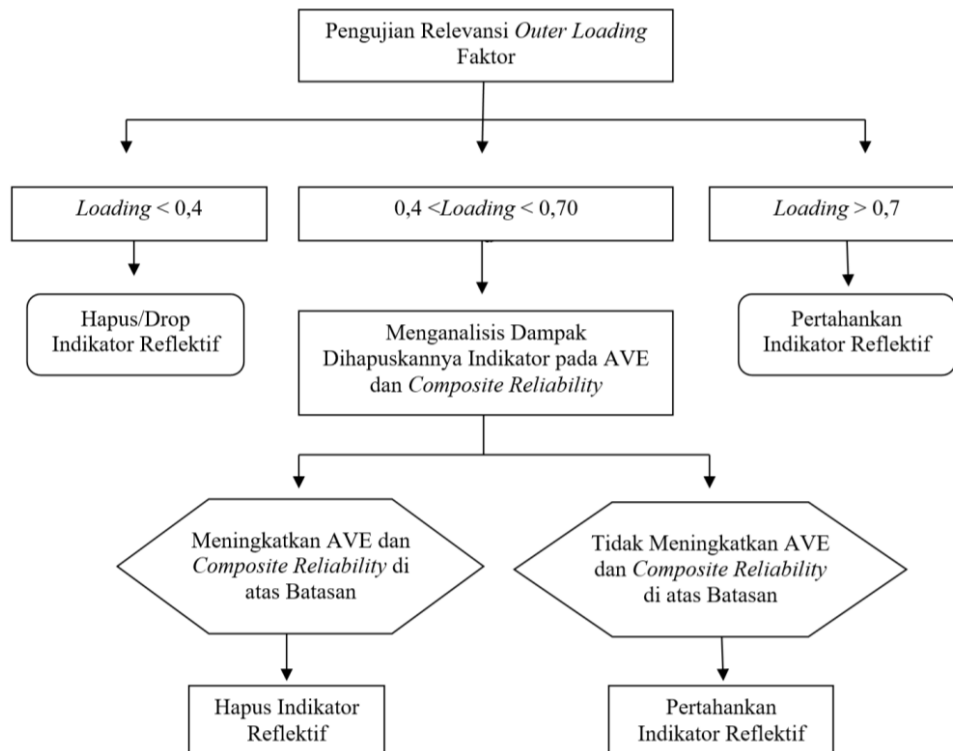 Pengujian Relevansi Outer Loading
Faktor
Loading < 0,4
0,4 <Loading < 0,70
Loading > 0,7
Hapus/Drop
Indikator Reflektif
Menganalisis Dampak
Dihapuskannya Indikator pada AVE
dan Composite Reliability
Pertahankan
Indikator Reflektif
Meningkatkan AVE dan
Composite Reliability di
atas Batasan
Tidak Meningkatkan AVE
dan Composite Reliability
di atas Batasan
Hapus Indikator
Reflektif
Pertahankan
Indikator Reflektif